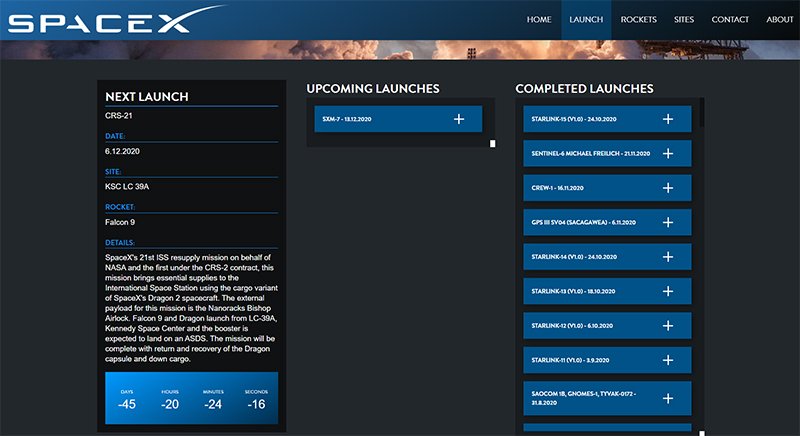 SPACEX
HOME LAUNCH ROCKETS SITES CONTACT ABOUT
NEXT LAUNCH
CRS-21
DATE:
6.12.2020
SITE:
KSC LC 39A
ROCKET:
Falcon 9
DETAILS:
SpaceX's 21st ISS resupply mission on behalf of
NASA and the first under the CRS-2 contract, this
mission brings essential supplies to the
International Space Station using the cargo variant
of SpaceX's Dragon 2 spacecraft. The external
payload for this mission is the Nanoracks Bishop
Airlock. Falcon 9 and Dragon launch from LC-39A,
Kennedy Space Center and the booster is
expected to land on an ASDS. The mission will be
complete with return and recovery of the Dragon
capsule and down cargo.
DAYS HOURS MINUTES SECONDS
-45 -20 -24 -16
UPCOMING LAUNCHES
SXM-7 - 13.12.2020 +
COMPLETED LAUNCHES
STARLINK-15 (V1.0) - 24.10.2020 +
SENTINEL-6 MICHAEL FREILICH - 21.11.2020 +
CREW-1 - 16.11.2020 +
GPS III SV04 (SACAGAWEA) - 6.11.2020 +
STARLINK-14 (V1.0) - 24.10.2020 +
STARLINK-13 (V1.0) - 18.10.2020 +
STARLINK-12 (V1.0) - 6.10.2020 +
STARLINK-11 (V1.0) - 3.9.2020 +
SAOCOM 1B, GNOMES-1, TYVAK-0172 -
31.8.2020 +